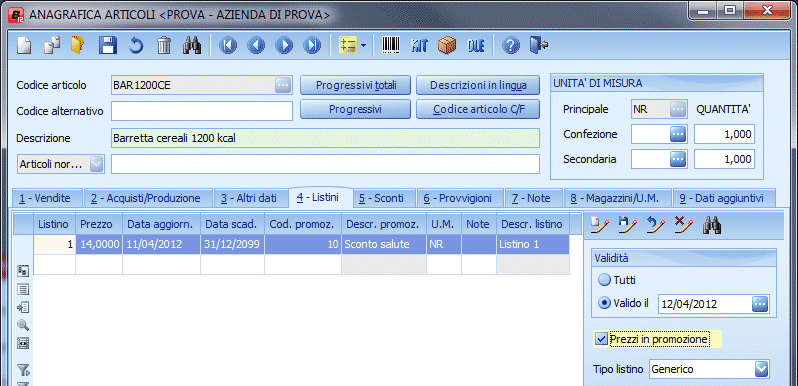 ANAGRAFICA ARTICOLI <PROVA - AZIENDA DI PROVA>
KIT OLE
Codice articolo BAR1200CE Progressivi totali Descrizioni in lingua
Codice alternativo Progressivi Codice articolo C/F
Descrizione Barretta cereali 1200 kcal
Articoli nor...
UNITA' DI MISURA
Principale NR QUANTITA'
Confezione 1,000
Secondaria 1,000
1 - Vendite 2 - Acquisti/Produzione 3 - Altri dati 4 - Listini 5 - Sconti 6 - Provvigioni 7 - Note 8 - Magazzini/U.M. 9 - Dati aggiuntivi
Listino Prezzo Data aggiorn. Data scad. Cod. promoz. Descr. promoz. U.M. Note Descr. listino
1 14,0000 11/04/2012 31/12/2099 10 Sconto salute NR Listino 1
Validità
Tutti
Valido il 12/04/2012
Prezzi in promozione
Tipo listino Generico